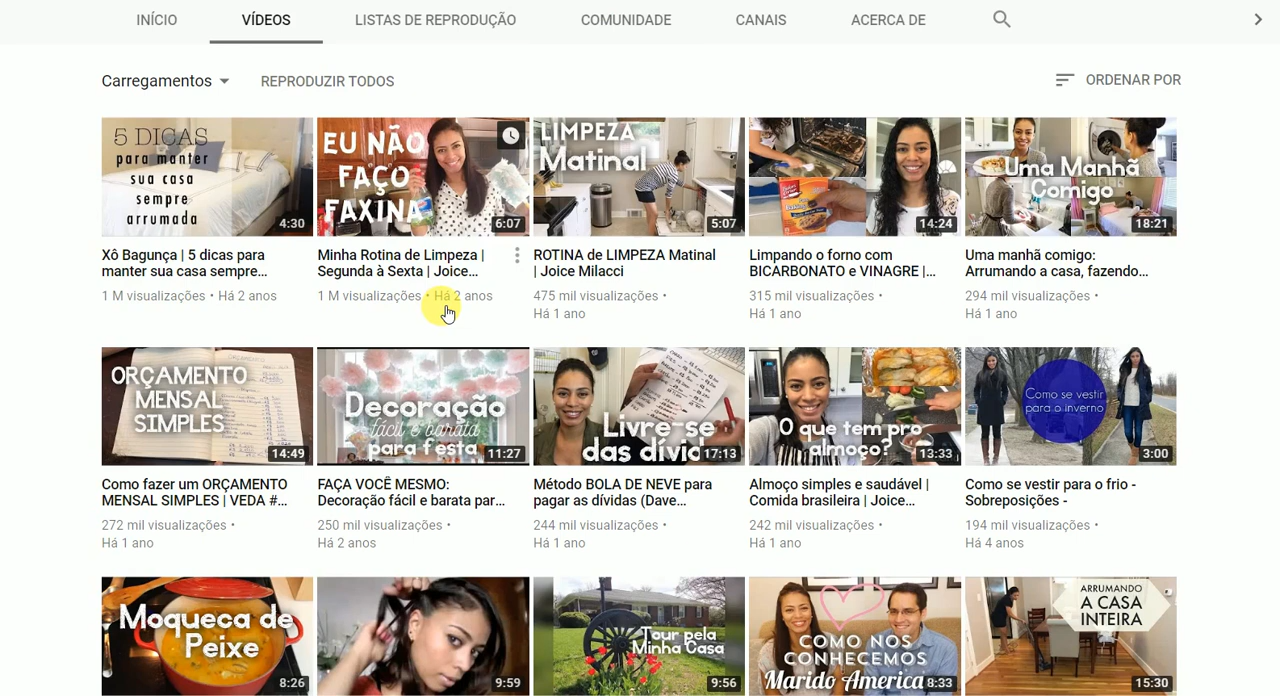 INÍCIO VÍDEOS LISTAS DE REPRODUÇÃO COMUNIDADE CANAIS ACERCA DE
Carregamentos REPRODUZIR TODOS ORDENAR POR
5 DICAS
para manter
sua casa
sempre
arrumada
4:30
EU NÃO
FAÇO
FAXINA
6:07
LIMPEZA
Matinal
5:07
14:24
Uma Manhã
Comigo
18:21
Xô Bagunça | 5 dicas para
manter sua casa sempre...
1 M visualizações • Há 2 anos
Minha Rotina de Limpeza |
Segunda à Sexta | Joice...
1 M visualizações • Há 2 anos
ROTINA de LIMPEZA Matinal
| Joice Milacci
475 mil visualizações •
Há 1 ano
Limpando o forno com
BICARBONATO e VINAGRE |...
315 mil visualizações •
Há 1 ano
Uma manhã comigo:
Arrumando a casa, fazendo...
294 mil visualizações •
Há 1 ano
ORÇAMENTO
MENSAL
SIMPLES
14:49
Decoração
fácil e barata
para festa
11:27
Livre-se
das dívid
17:13
O que tem pro
almoço?
13:33
Como se vestir
para o inverno
3:00
Como fazer um ORÇAMENTO
MENSAL SIMPLES | VEDA #...
272 mil visualizações •
Há 1 ano
FAÇA VOCÊ MESMO:
Decoração fácil e barata par...
250 mil visualizações •
Há 2 anos
Método BOLA DE NEVE para
pagar as dívidas (Dave...
244 mil visualizações •
Há 1 ano
Almoço simples e saudável |
Comida brasileira | Joice...
242 mil visualizações •
Há 1 ano
Como se vestir para o frio -
Sobreposições -
194 mil visualizações •
Há 4 anos
Moqueca de
Peixe
8:26
9:59
Tour pela
Minha Casa
9:56
COMO NOS
CONHECEMOS
Marido America
8:33
ARRUMANDO
A CASA
INTEIRA
15:30